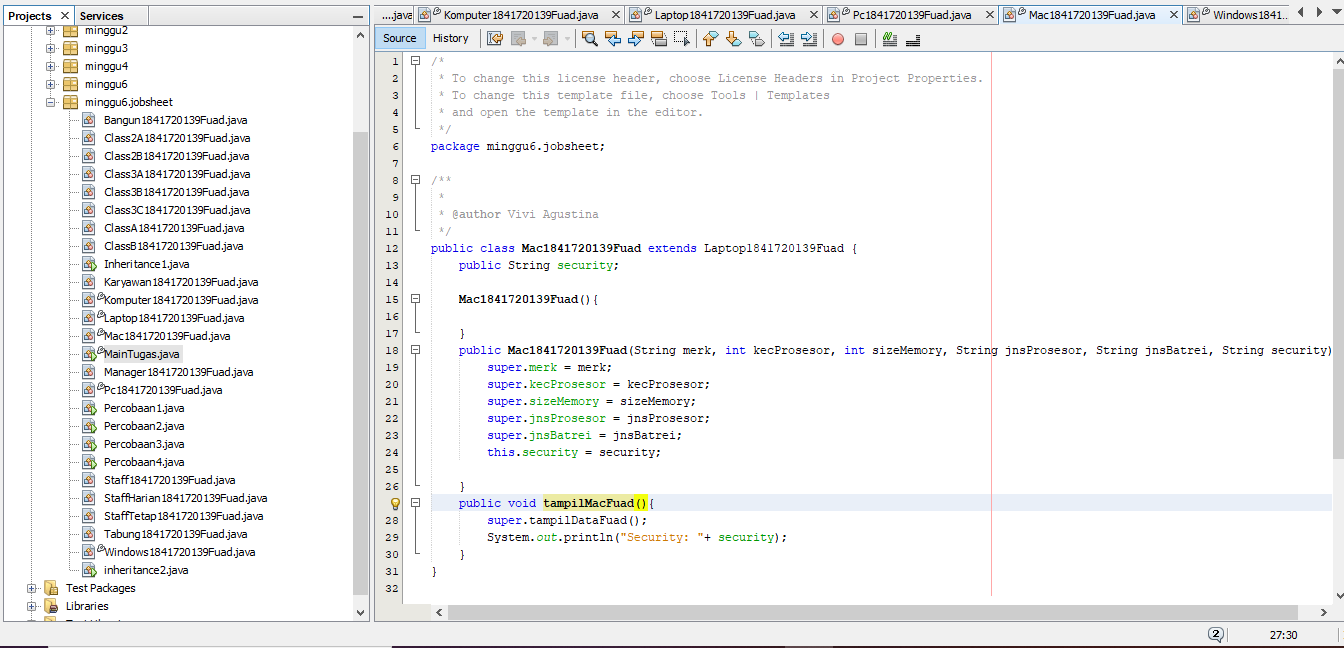 Projects
Services
minggu2
minggu3
minggu4
minggu6
minggu6.jobsheet
Bangun1841720139Fuad.java
Class2A1841720139Fuad.java
Class2B1841720139Fuad.java
Class3A1841720139Fuad.java
Class3B1841720139Fuad.java
Class3C1841720139Fuad.java
ClassA1841720139Fuad.java
ClassB1841720139Fuad.java
Inheritance1.java
Karyawan1841720139Fuad.java
Komputer1841720139Fuad.java
Laptop1841720139Fuad.java
Mac1841720139Fuad.java
MainTugas.java
Manager1841720139Fuad.java
Pc1841720139Fuad.java
Percobaan1.java
Percobaan2.java
Percobaan3.java
Percobaan4.java
Staff1841720139Fuad.java
StaffHarian1841720139Fuad.java
StaffTetap1841720139Fuad.java
Tabung1841720139Fuad.java
Windows1841720139Fuad.java
inheritance2.java
Test Packages
Libraries
....java Komputer1841720139Fuad.java Laptop1841720139Fuad.java Pc1841720139Fuad.java Mac1841720139Fuad.java Windows1841...
Source History
1 /*
2 * To change this license header, choose License Headers in Project Properties.
3 * To change this template file, choose Tools | Templates
4 * and open the template in the editor.
5 */
6 package minggu6.jobsheet;
7
8 /**
9 *
10 * @author Vivi Agustina
11 */
12 public class Mac1841720139Fuad extends Laptop1841720139Fuad {
13 public String security;
14
15 Mac1841720139Fuad(){
16
17 }
18 public Mac1841720139Fuad(String merk, int kecProsesor, int sizeMemory, String jnsProsesor, String jnsBatrei, String security)
19 super.merk = merk;
20 super.kecProsesor = kecProsesor;
21 super.sizeMemory = sizeMemory;
22 super.jnsProsesor = jnsProsesor;
23 super.jnsBatrei = jnsBatrei;
24 this.security = security;
25
26 }
public void tampilMacFuad(){
28 super.tampilDataFuad();
29 System.out.println("Security: "+ security);
30 }
31 }
32
2 27:30